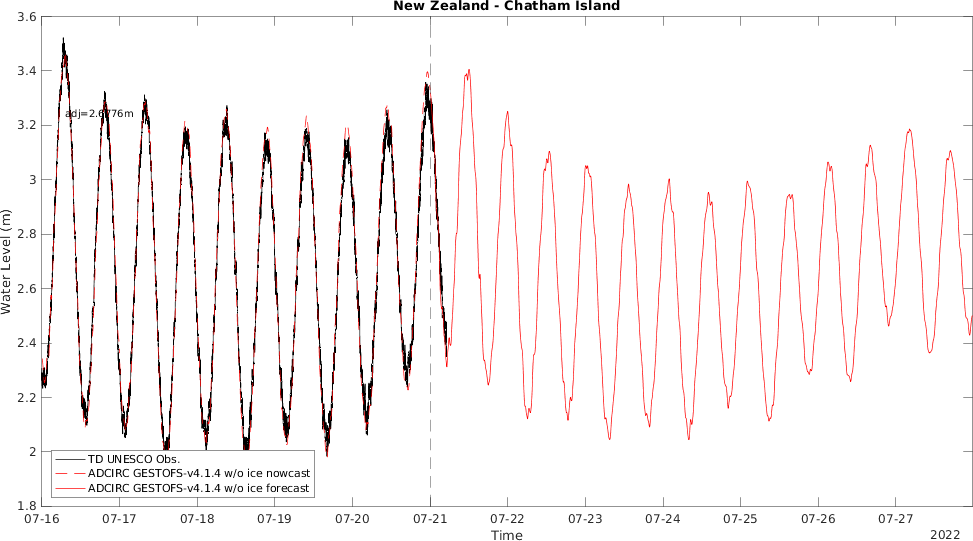 New Zealand - Chatham Island
3.6
3.4
3.2
3
2.8
2.6
2.4
2.2
2
1.8
Water Level (m)
adj=2.6776m
TD UNESCO Obs.
ADCIRC GESTOFS-v4.1.4 w/o ice nowcast
ADCIRC GESTOFS-v4.1.4 w/o ice forecast
07-16 07-17 07-18 07-19 07-20 07-21 07-22 07-23 07-24 07-25 07-26 07-27
Time
2022